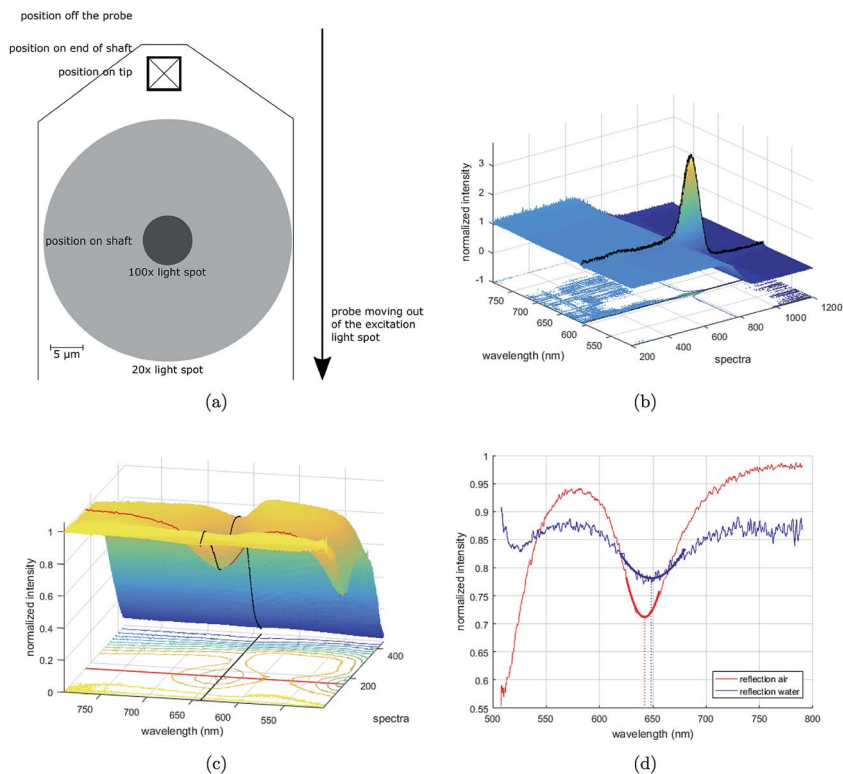 position off the probe
position on end of shaft
position on tip
position on shaft
100x light spot
probe moving out
of the excitation
light spot
5 μm
20x light spot
(a)
normalized intensity
3
2
1
0
-1
750
700
650
600
550
wavelength (nm)
200
400
600
800
1000
1200
spectra
(b)
normalized intensity
1
0.8
0.6
0.4
0.2
0
750
700
650
600
550
wavelength (nm)
400
200
spectra
(c)
normalized intensity
1
0.95
0.9
0.85
0.8
0.75
0.7
0.65
0.6
0.55
reflection air
reflection water
500 550 600 650 700 750 800
wavelength (nm)
(d)